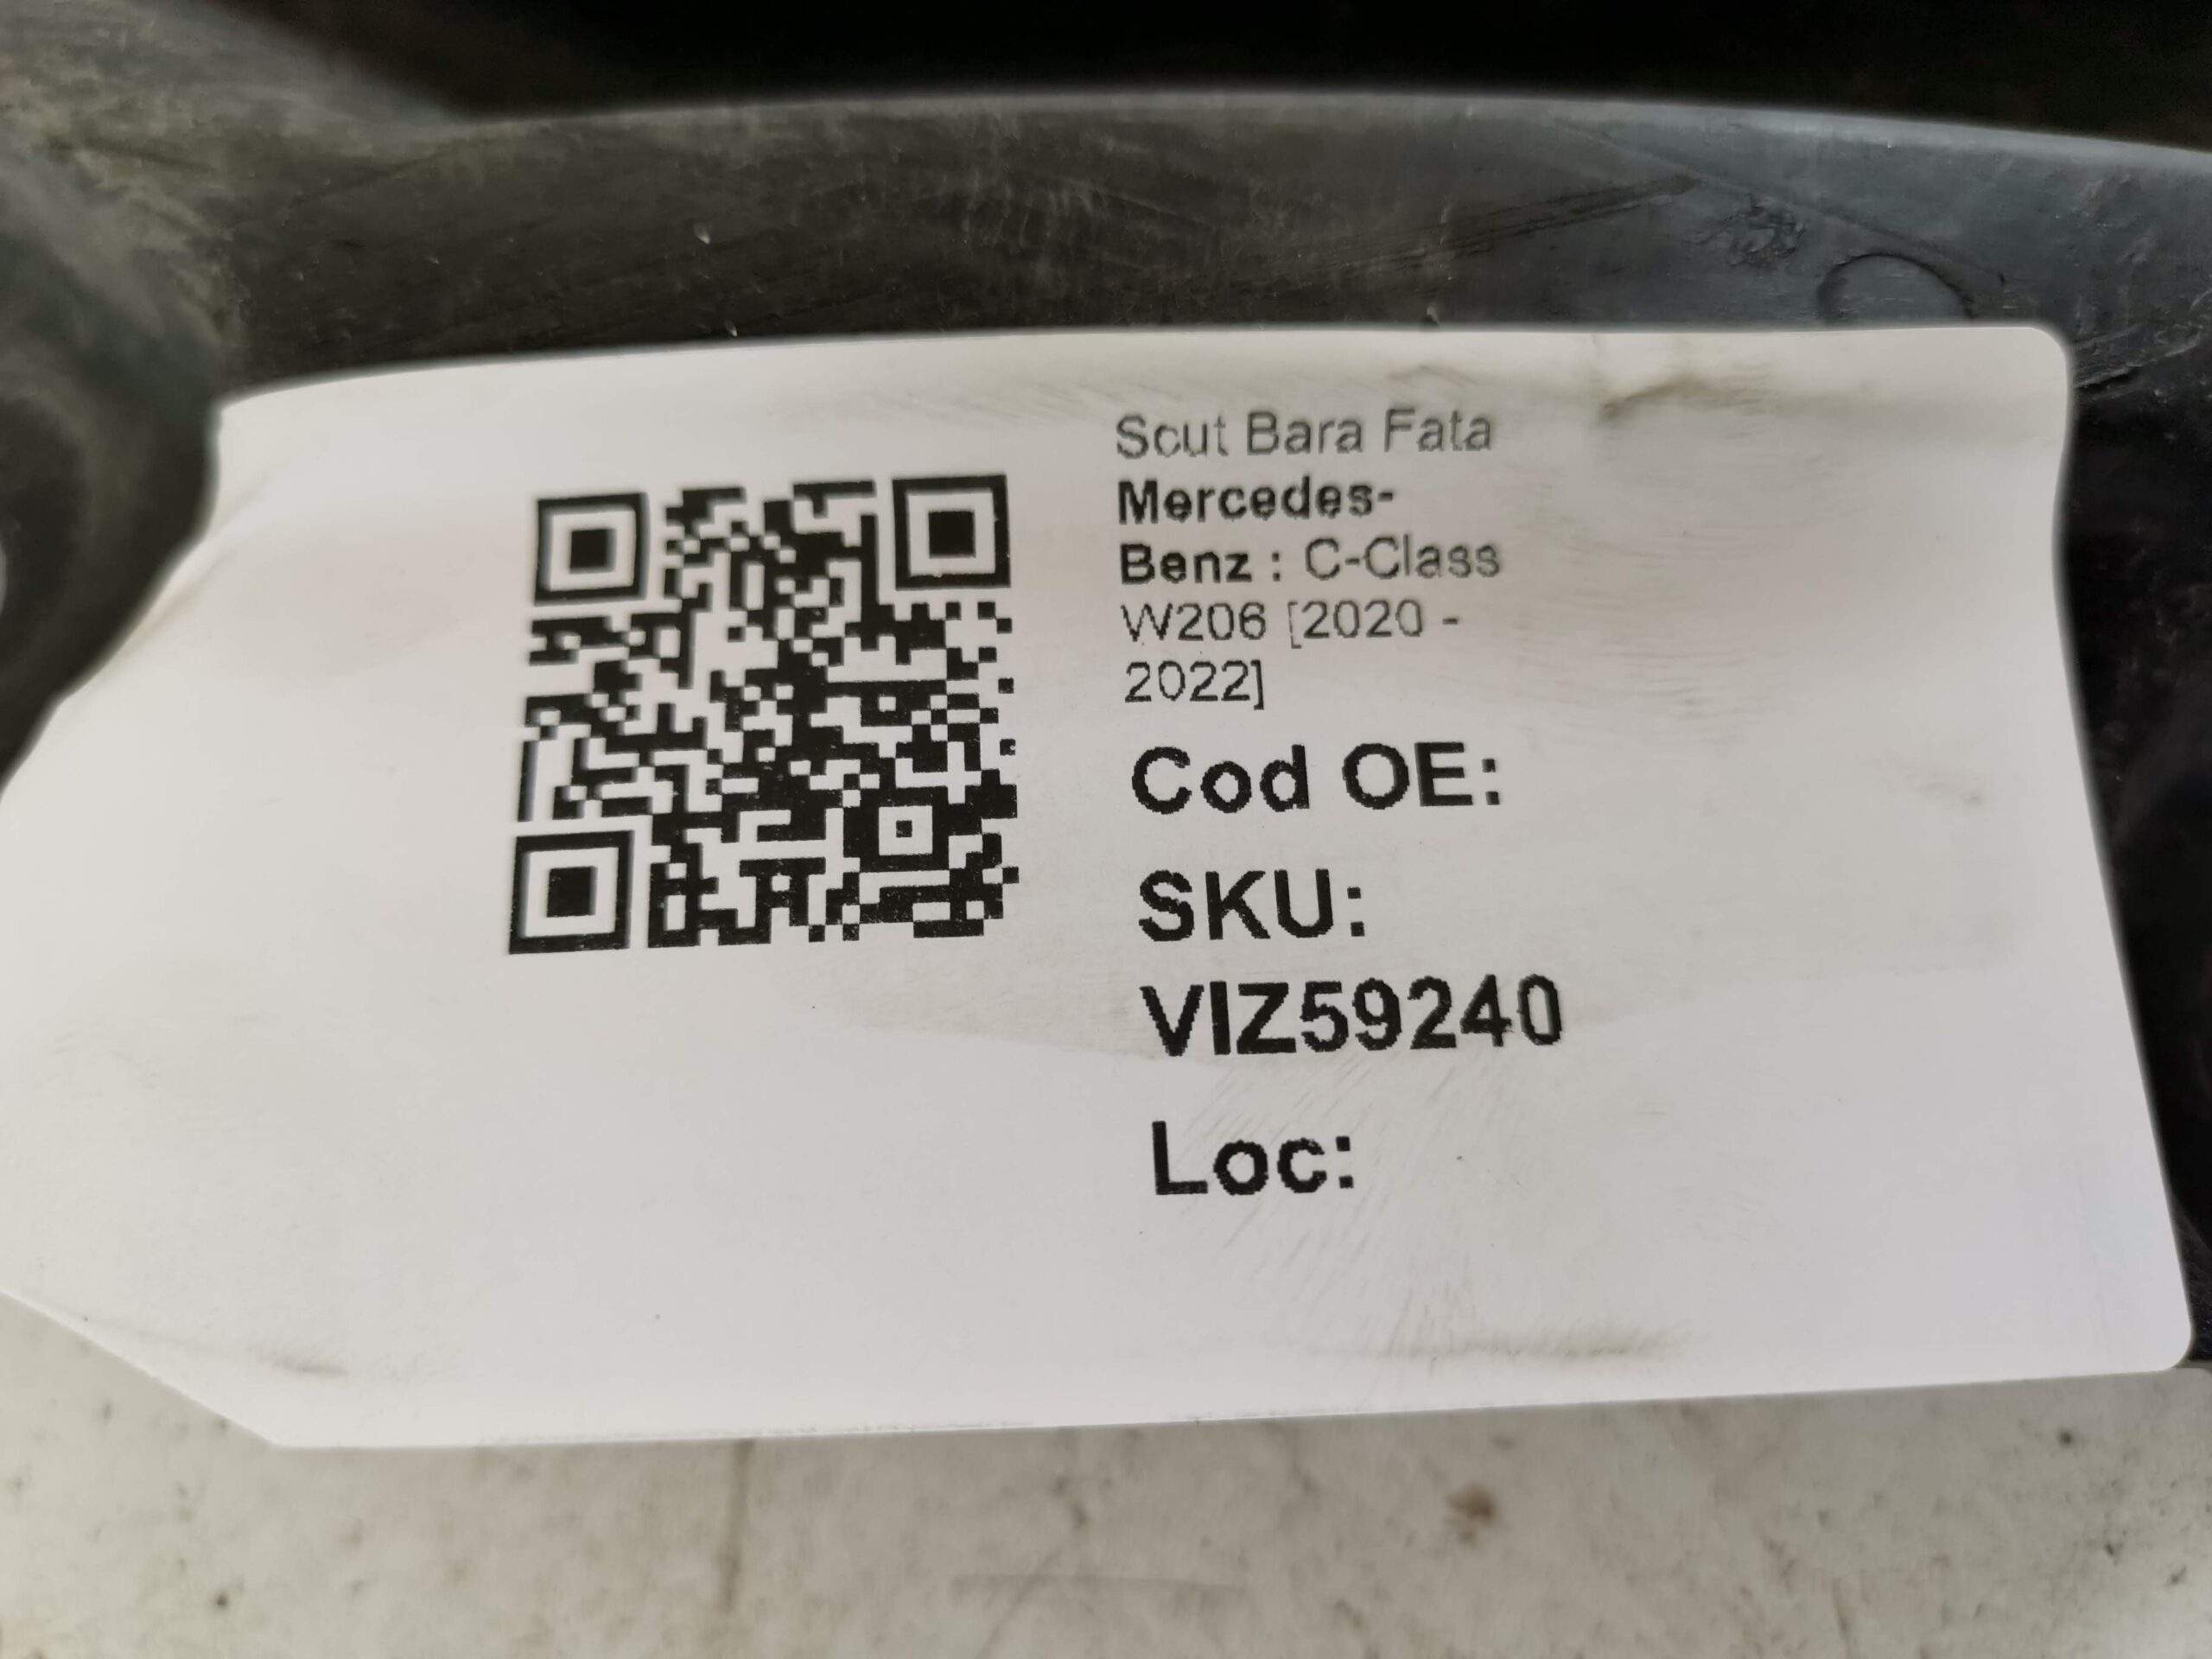 Scut Bara Fata
Mercedes-
Benz : C-Class
W206 [2020 -
2022]
Cod OE:
SKU:
VIZ59240
Loc: